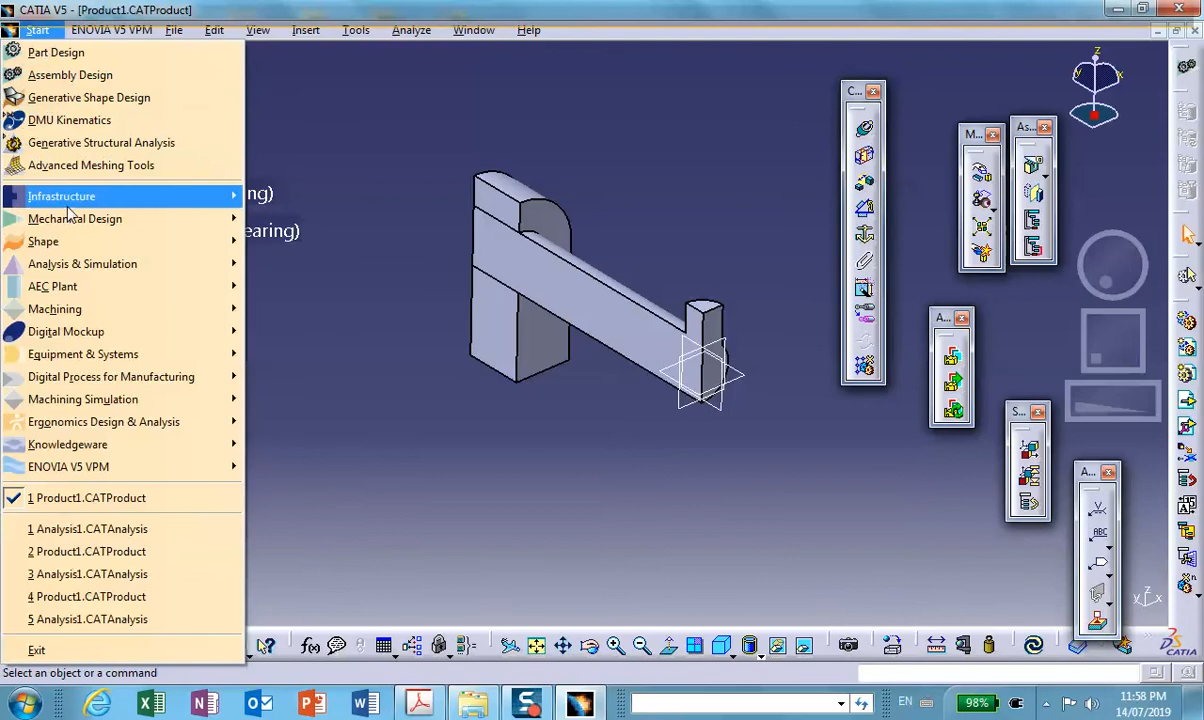 CATIA V5 - [Product1.CATProduct]
Start ENOVIA V5 VPM File Edit View Insert Tools Analyze Window Help
Part Design
Assembly Design
Generative Shape Design
DMU Kinematics
Generative Structural Analysis
Advanced Meshing Tools
Infrastructure
Mechanical Design
Shape
Analysis & Simulation
AEC Plant
Machining
Digital Mockup
Equipment & Systems
Digital Process for Manufacturing
Machining Simulation
Ergonomics Design & Analysis
Knowledgeware
ENOVIA V5 VPM
1 Product1.CATProduct
1 Analysis1.CATAnalysis
2 Product1.CATProduct
3 Analysis1.CATAnalysis
4 Product1.CATProduct
5 Analysis1.CATAnalysis
Exit
ng)
earing)
C...
M...
As...
A...
S...
A...
ABC
z
y
x
y z x
f(x)
CATIA
Select an object or a command
EN
98%
11:58 PM
14/07/2019